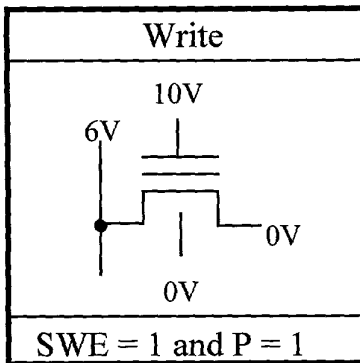 Write
10V
6V
0V
0V
SWE = 1 and P = 1